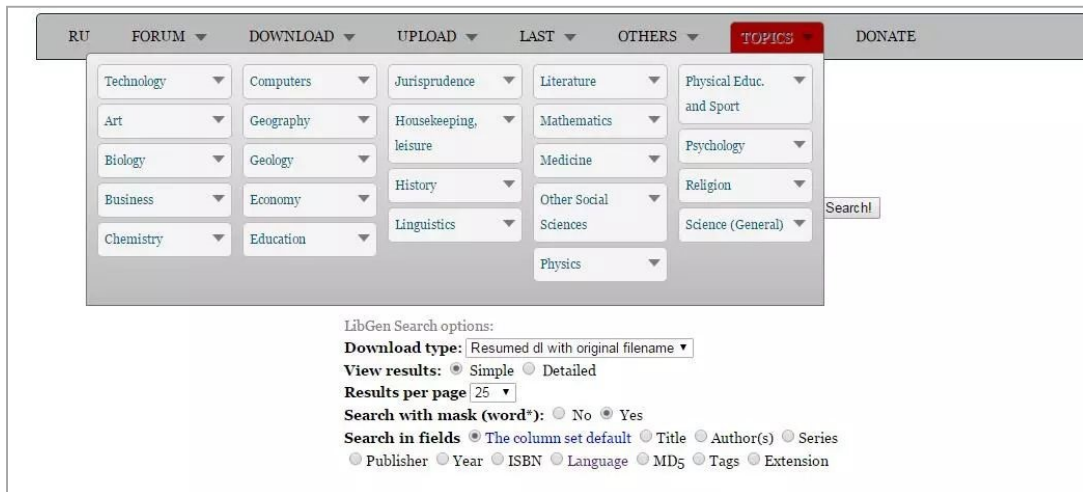 RU FORUM DOWNLOAD UPLOAD LAST OTHERS TOPICS DONATE
Technology
Art
Biology
Business
Chemistry
Computers
Geography
Geology
Economy
Education
Jurisprudence
Housekeeping,
leisure
History
Linguistics
Literature
Mathematics
Medicine
Other Social
Sciences
Physics
Physical Educ.
and Sport
Psychology
Religion
Science (General)
Search!
LibGen Search options:
Download type: Resumed dl with original filename
View results: Simple Detailed
Results per page 25
Search with mask (word*): No Yes
Search in fields The column set default Title Author(s) Series
Publisher Year ISBN Language MD5 Tags Extension